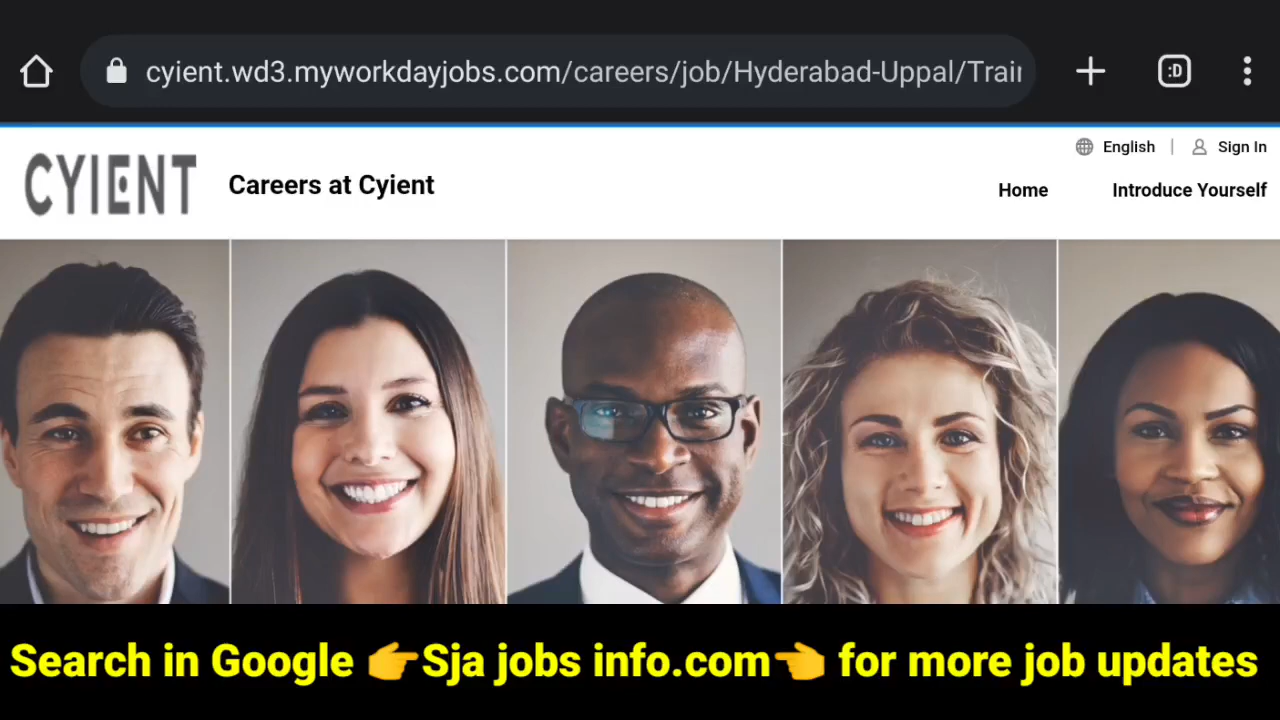 cyient.wd3.myworkdayjobs.com/careers/job/Hyderabad-Uppal/Train
:D
English | Sign In
CYIENT
Careers at Cyient
Home
Introduce Yourself
Search in Google 👉Sja jobs info.com👈 for more job updates